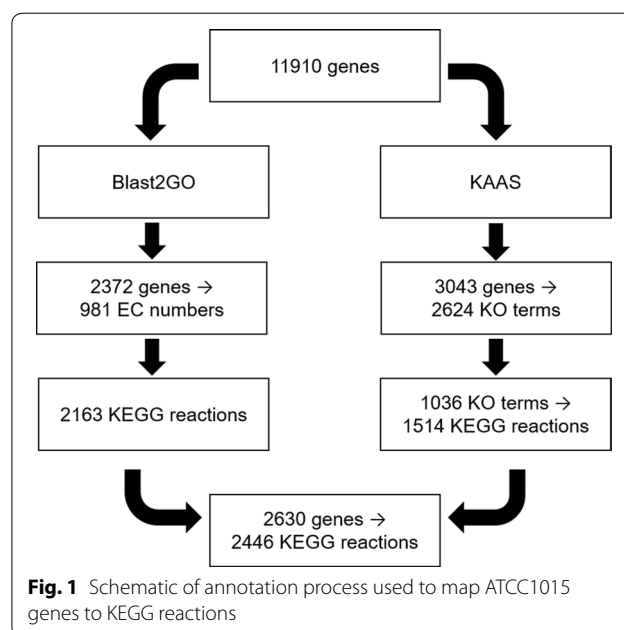 11910 genes
Blast2GO
KAAS
2372 genes →
981 EC numbers
3043 genes →
2624 KO terms
2163 KEGG reactions
1036 KO terms →
1514 KEGG reactions
2630 genes →
2446 KEGG reactions
Fig. 1 Schematic of annotation process used to map ATCC1015
genes to KEGG reactions